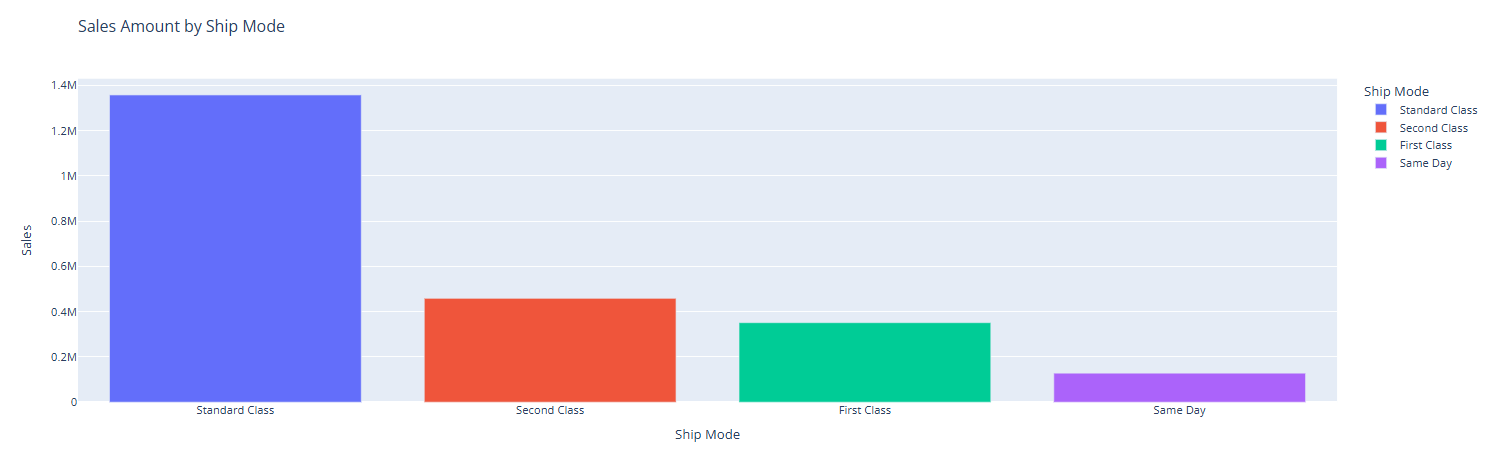 Sales Amount by Ship Mode
1.4M
1.2M
1M
0.8M
0.6M
0.4M
0.2M
0
Sales
Standard Class
Second Class
First Class
Same Day
Ship Mode
Ship Mode
Standard Class
Second Class
First Class
Same Day